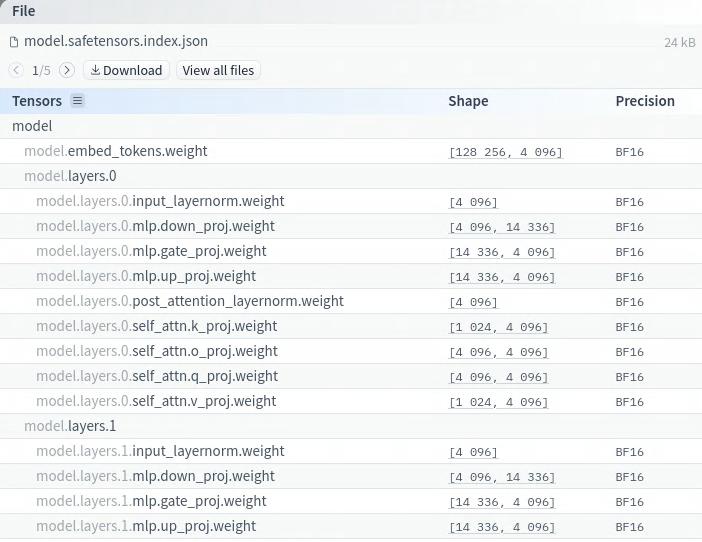 File
model.safetensors.index.json 24 kB
1/5 Download View all files
Tensors Shape Precision
model
model.embed_tokens.weight [128 256, 4 096] BF16
model.layers.0
model.layers.0.input_layernorm.weight [4 096] BF16
model.layers.0.mlp.down_proj.weight [4 096, 14 336] BF16
model.layers.0.mlp.gate_proj.weight [14 336, 4 096] BF16
model.layers.0.mlp.up_proj.weight [14 336, 4 096] BF16
model.layers.0.post_attention_layernorm.weight [4 096] BF16
model.layers.0.self_attn.k_proj.weight [1 024, 4 096] BF16
model.layers.0.self_attn.o_proj.weight [4 096, 4 096] BF16
model.layers.0.self_attn.q_proj.weight [4 096, 4 096] BF16
model.layers.0.self_attn.v_proj.weight [1 024, 4 096] BF16
model.layers.1
model.layers.1.input_layernorm.weight [4 096] BF16
model.layers.1.mlp.down_proj.weight [4 096, 14 336] BF16
model.layers.1.mlp.gate_proj.weight [14 336, 4 096] BF16
model.layers.1.mlp.up_proj.weight [14 336, 4 096] BF16